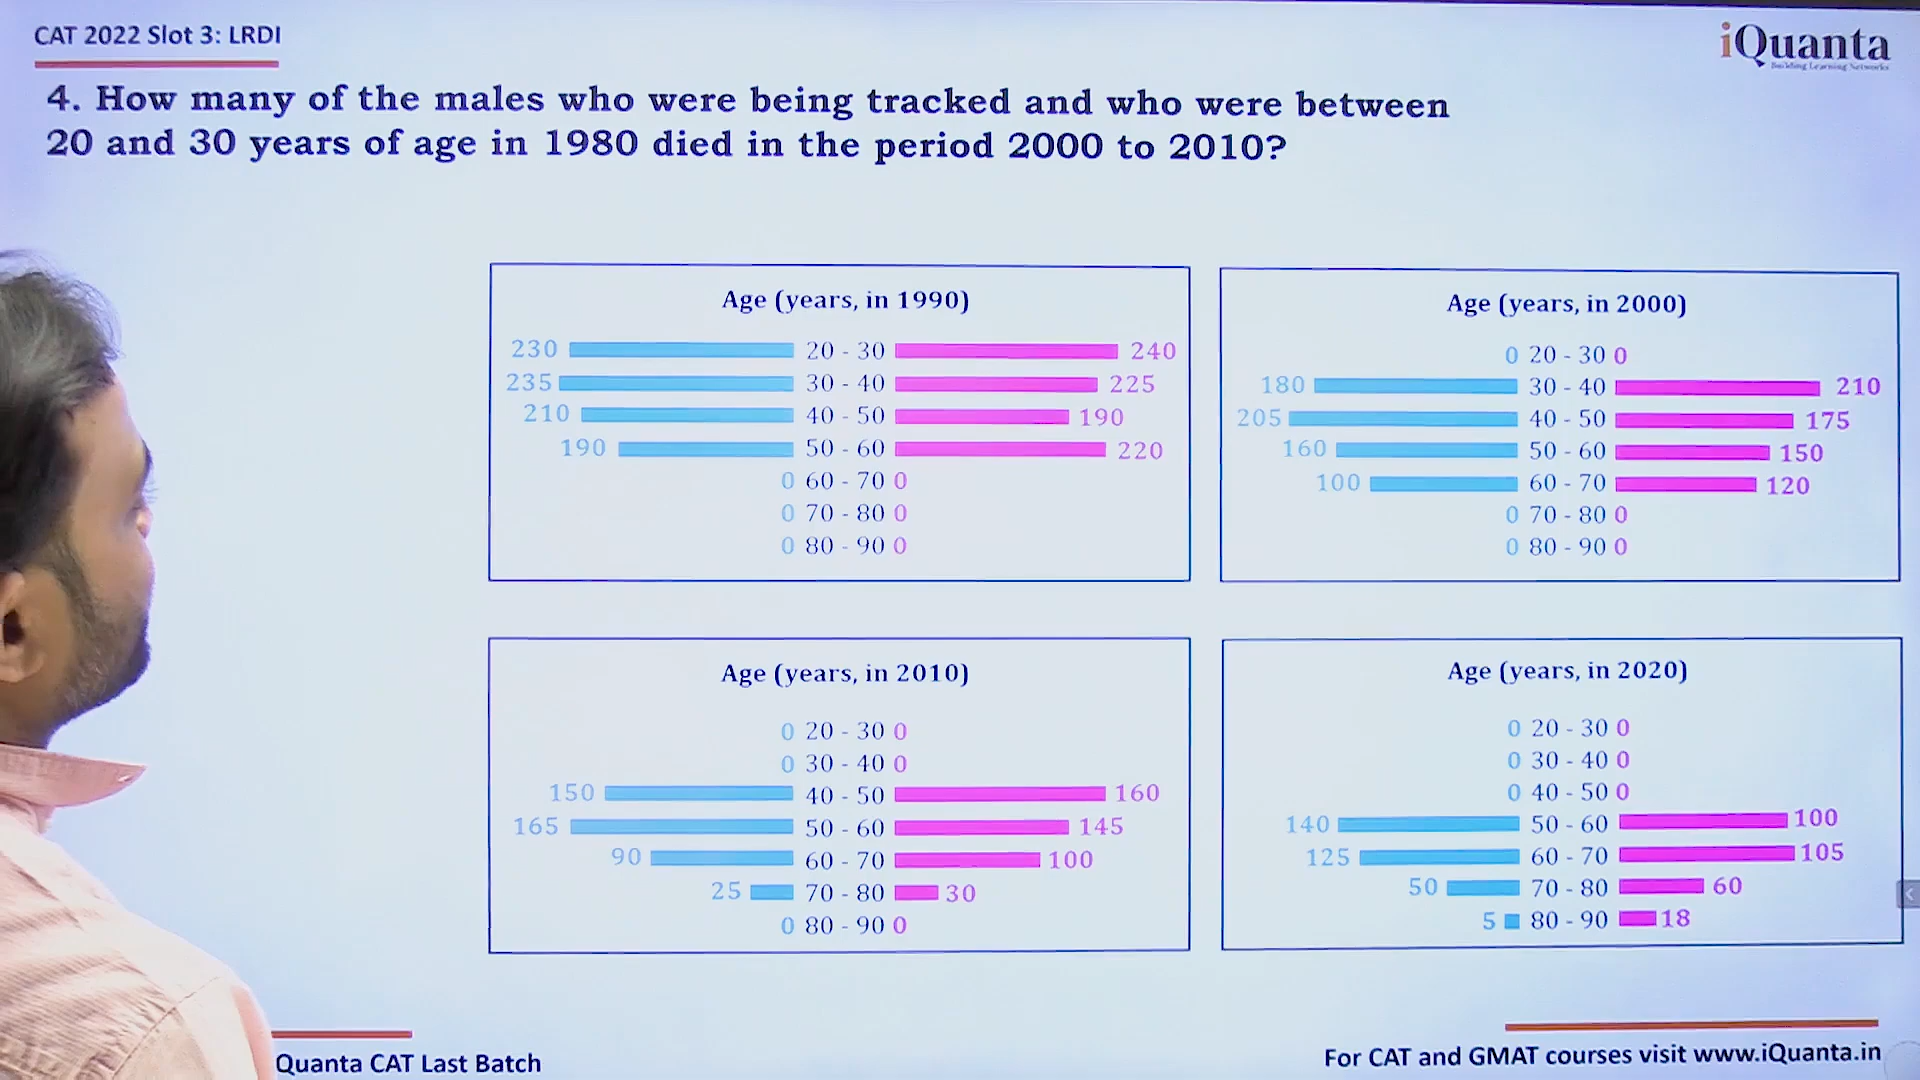 CAT 2022 Slot 3: LRDI
iQuanta
Building Learning Networks
4. How many of the males who were being tracked and who were between
20 and 30 years of age in 1980 died in the period 2000 to 2010?
Age (years, in 1990)
230 20 - 30 240
235 30 - 40 225
210 40 - 50 190
190 50 - 60 220
0 60 - 70 0
0 70 - 80 0
0 80 - 90 0
Age (years, in 2000)
0 20 - 30 0
180 30 - 40 210
205 40 - 50 175
160 50 - 60 150
100 60 - 70 120
0 70 - 80 0
0 80 - 90 0
Age (years, in 2010)
0 20 - 30 0
0 30 - 40 0
150 40 - 50 160
165 50 - 60 145
90 60 - 70 100
25 70 - 80 30
0 80 - 90 0
Age (years, in 2020)
0 20 - 30 0
0 30 - 40 0
0 40 - 50 0
140 50 - 60 100
125 60 - 70 105
50 70 - 80 60
5 80 - 90 18
Quanta CAT Last Batch
For CAT and GMAT courses visit www.iQuanta.in